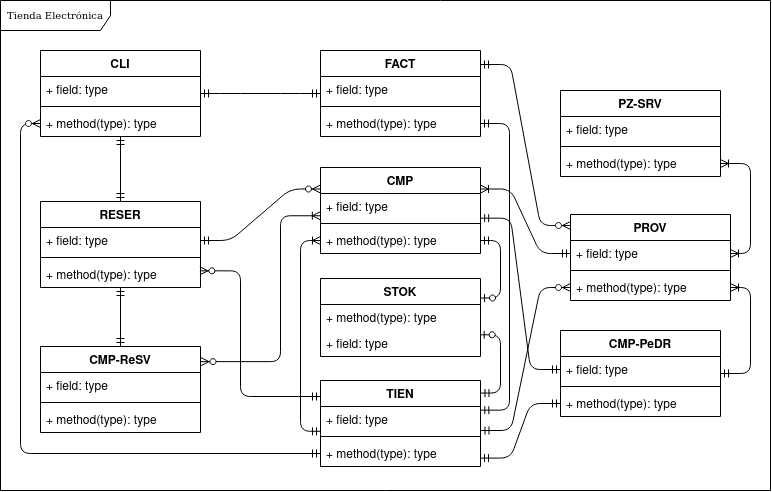 Tienda Electrónica
CLI
+ field: type
+ method(type): type
FACT
+ field: type
+ method(type): type
PZ-SRV
+ field: type
+ method(type): type
CMP
+ field: type
+ method(type): type
RESER
+ field: type
+ method(type): type
PROV
+ field: type
+ method(type): type
STOK
+ method(type): type
+ field: type
CMP-ReSV
+ field: type
+ method(type): type
CMP-PeDR
+ field: type
+ method(type): type
TIEN
+ field: type
+ method(type): type